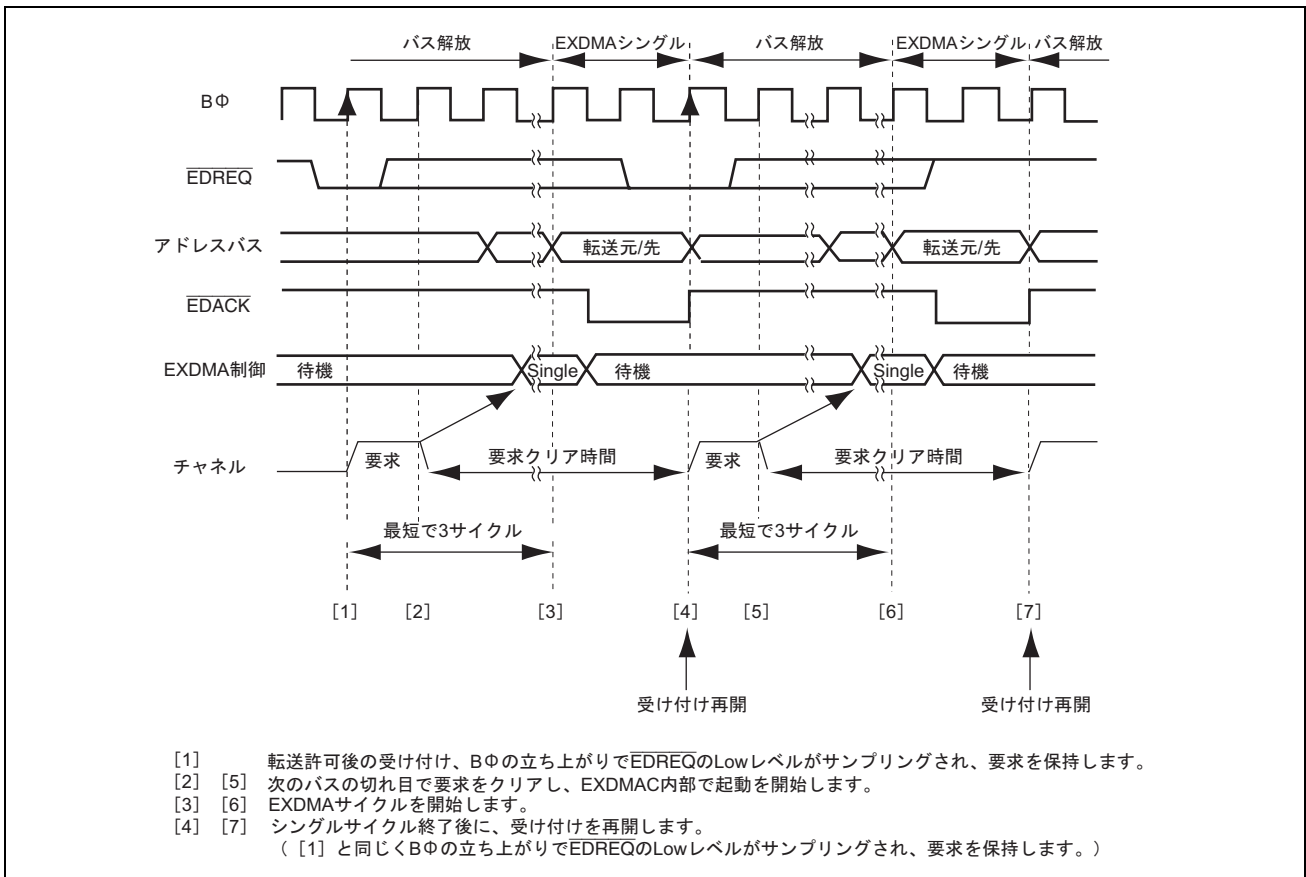 バス解放 EXDMAシングル バス解放 EXDMAシングル バス解放
BΦ
EDREQ
アドレスバス 転送元/先 転送元/先
EDACK
EXDMA制御 待機 Single 待機 Single 待機
チャネル 要求 要求クリア時間 要求 要求クリア時間
最短で3サイクル 最短で3サイクル
[1] [2] [3] [4] [5] [6] [7]
受け付け再開 受け付け再開
[1] 転送許可後の受け付け、BΦの立ち上がりでEDREQのLowレベルがサンプリングされ、要求を保持します。
[2] [5] 次のバスの切れ目で要求をクリアし、EXDMAC内部で起動を開始します。
[3] [6] EXDMAサイクルを開始します。
[4] [7] シングルサイクル終了後に、受け付けを再開します。
([1]と同じくBΦの立ち上がりでEDREQのLowレベルがサンプリングされ、要求を保持します。)